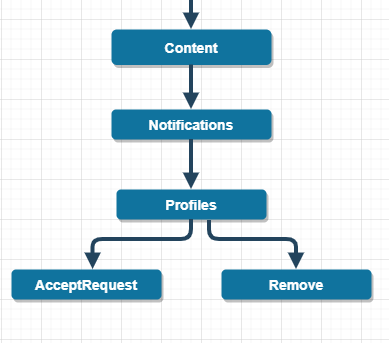 Content
Notifications
Profiles
AcceptRequest
Remove